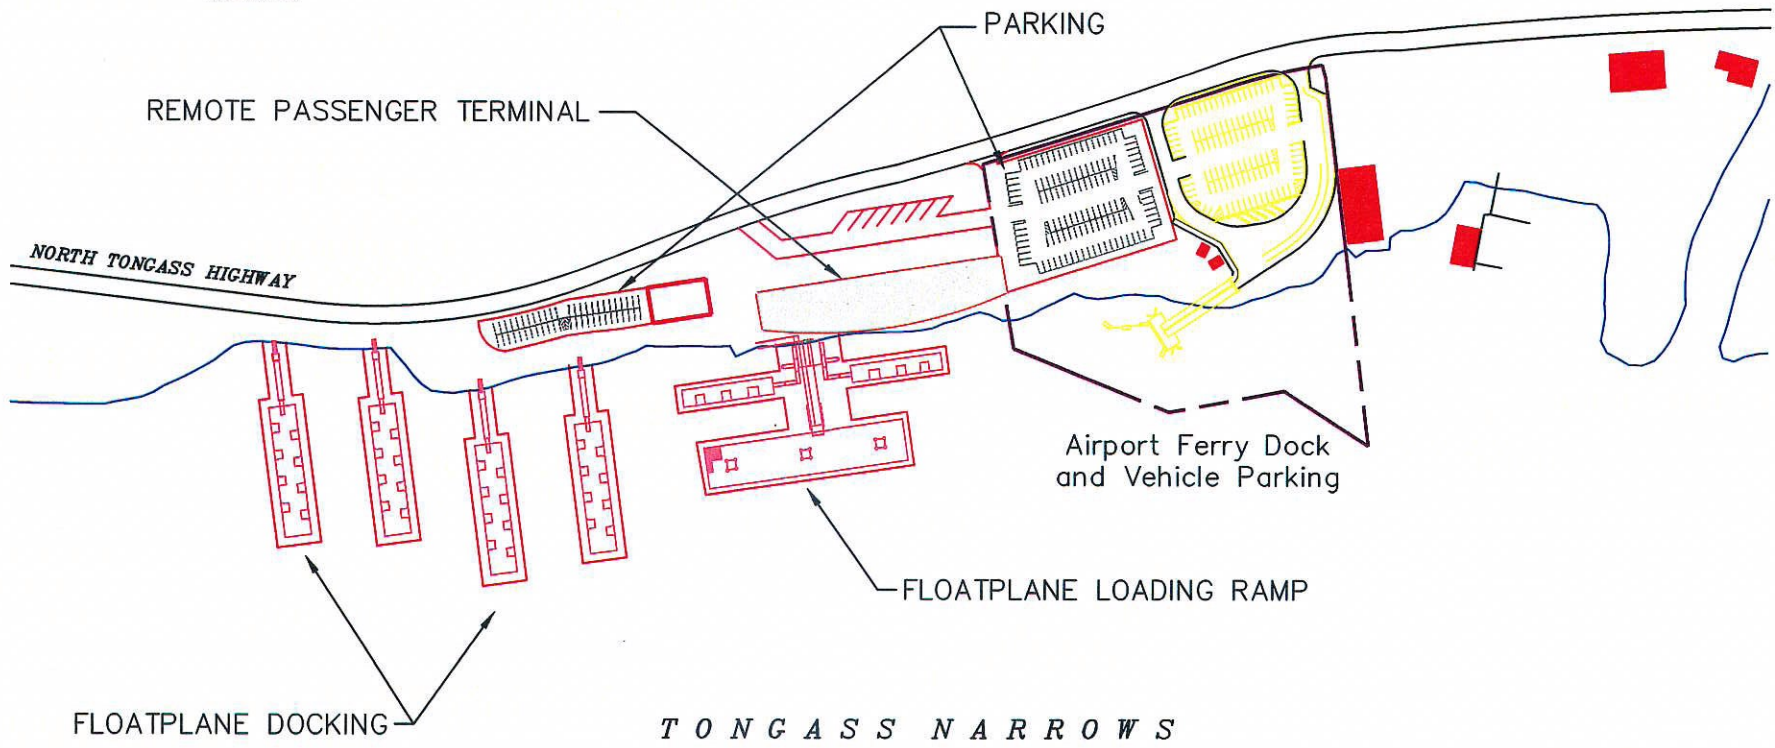 PARKING
REMOTE PASSENGER TERMINAL
NORTH TONGASS HIGHWAY
Airport Ferry Dock
and Vehicle Parking
FLOATPLANE LOADING RAMP
FLOATPLANE DOCKING
TONGASS NARROWS